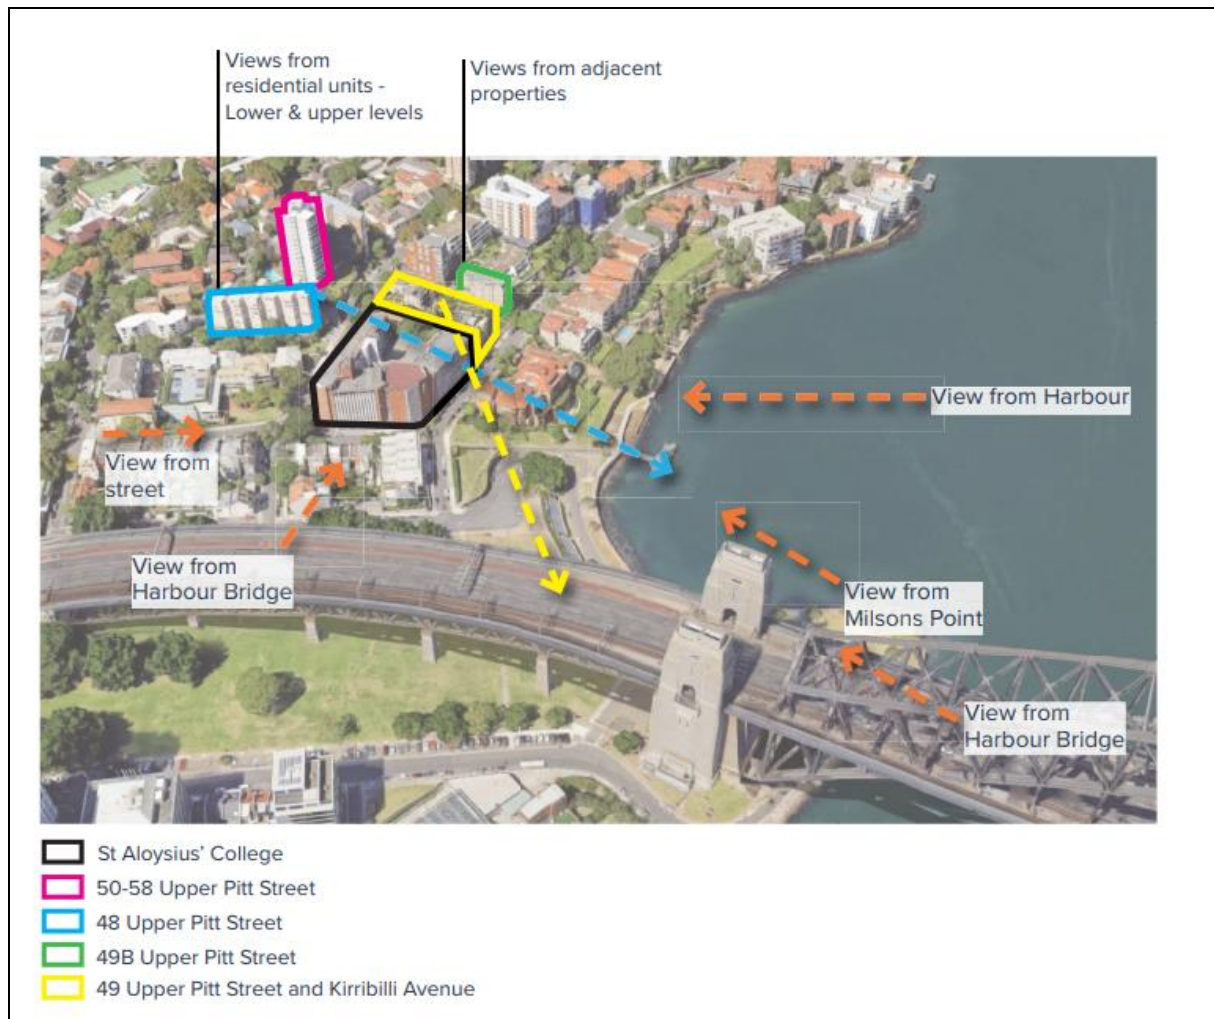 Views from
residential units -
Lower & upper levels
Views from adjacent
properties
View from Harbour
View from
street
View from
Harbour Bridge
View from
Milsons Point
View from
Harbour Bridge
St Aloysius’ College
50-58 Upper Pitt Street
48 Upper Pitt Street
49B Upper Pitt Street
49 Upper Pitt Street and Kirribilli Avenue